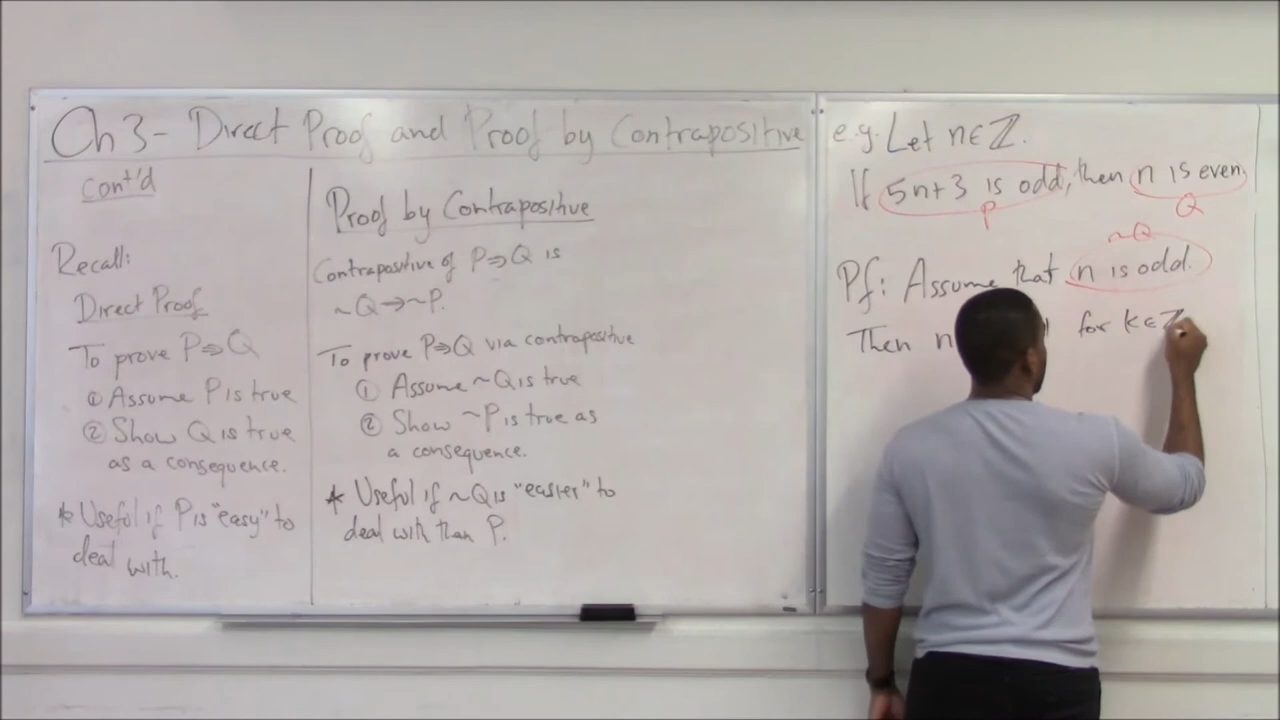 Ch 3 - Direct Proof and Proof by Contrapositive
cont'd
Recall:
Direct Proof
To prove P⇒Q
① Assume P is true
② Show Q is true
as a consequence.
* Useful if P is "easy" to
deal with.
Proof by Contrapositive
Contrapositive of P⇒Q is
~Q→~P.
To prove P⇒Q via contrapositive
① Assume ~Q is true
② Show ~P is true as
a consequence.
* Useful if ~Q is "easier" to
deal with than P.
e.g. Let n∈ℤ.
If 5n+3 is odd, then n is even
P Q
~Q
Pf: Assume that n is odd.
Then n for k∈ℤ